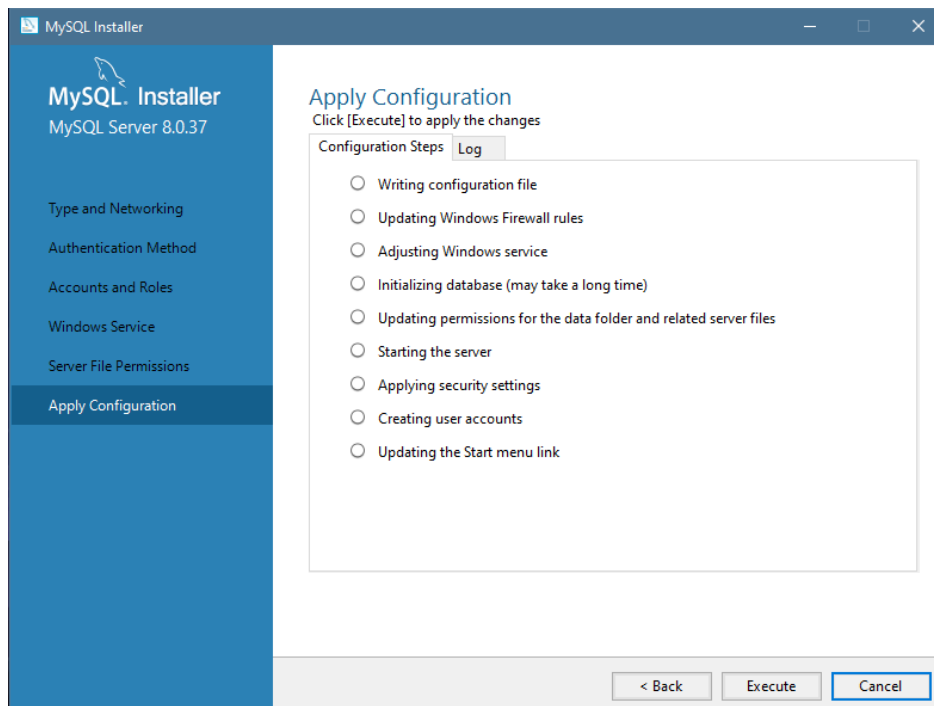 MySQL Installer
MySQL. Installer
MySQL Server 8.0.37
Type and Networking
Authentication Method
Accounts and Roles
Windows Service
Server File Permissions
Apply Configuration
Apply Configuration
Click [Execute] to apply the changes
Configuration Steps Log
Writing configuration file
Updating Windows Firewall rules
Adjusting Windows service
Initializing database (may take a long time)
Updating permissions for the data folder and related server files
Starting the server
Applying security settings
Creating user accounts
Updating the Start menu link
< Back Execute Cancel